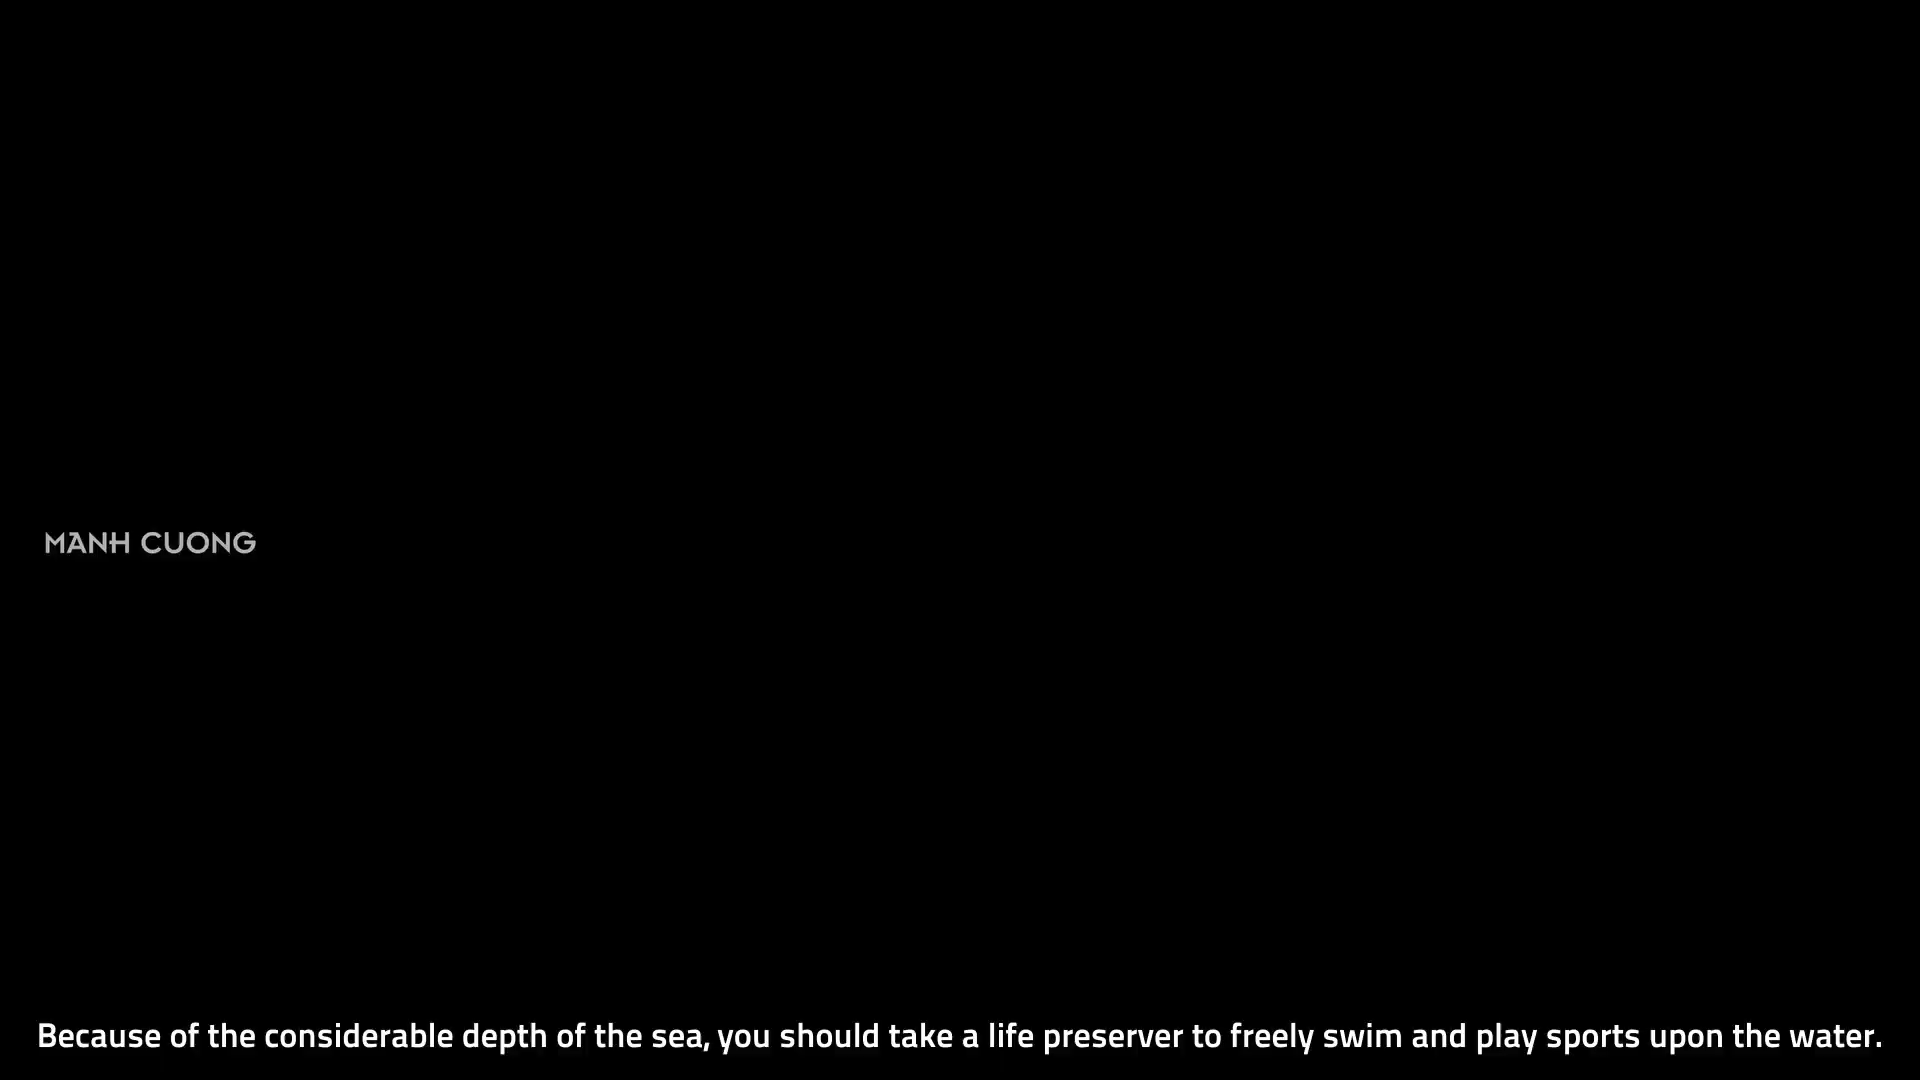 MANH CUONG
Because of the considerable depth of the sea, you should take a life preserver to freely swim and play sports upon the water.